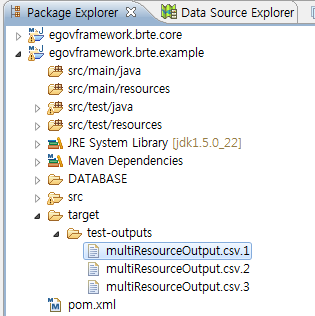 Package Explorer Data Source Explorer
egovframework.brte.core
egovframework.brte.example
src/main/java
src/main/resources
src/test/java
src/test/resources
JRE System Library [jdk1.5.0_22]
Maven Dependencies
DATABASE
src
target
test-outputs
multiResourceOutput.csv.1
multiResourceOutput.csv.2
multiResourceOutput.csv.3
pom.xml